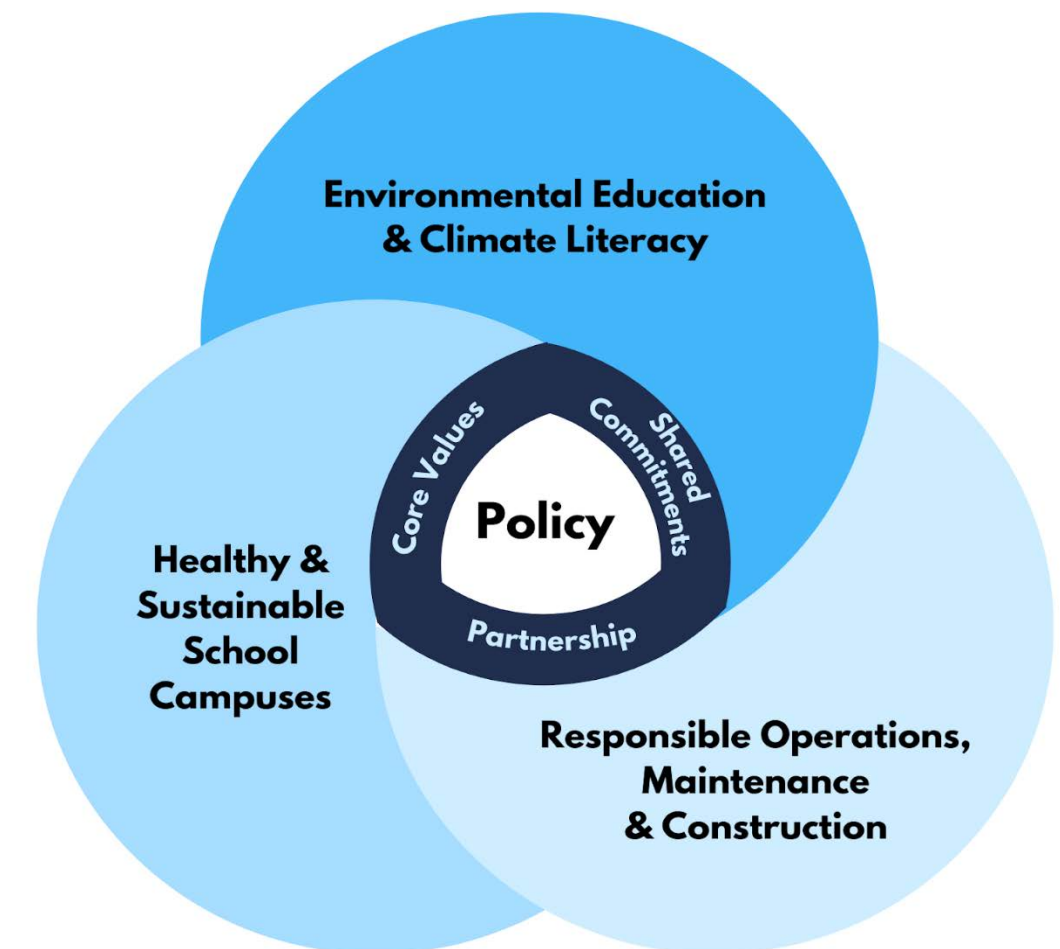 Environmental Education
& Climate Literacy
Core Values
Shared
Commitments
Policy
Partnership
Healthy &
Sustainable
School
Campuses
Responsible Operations,
Maintenance
& Construction